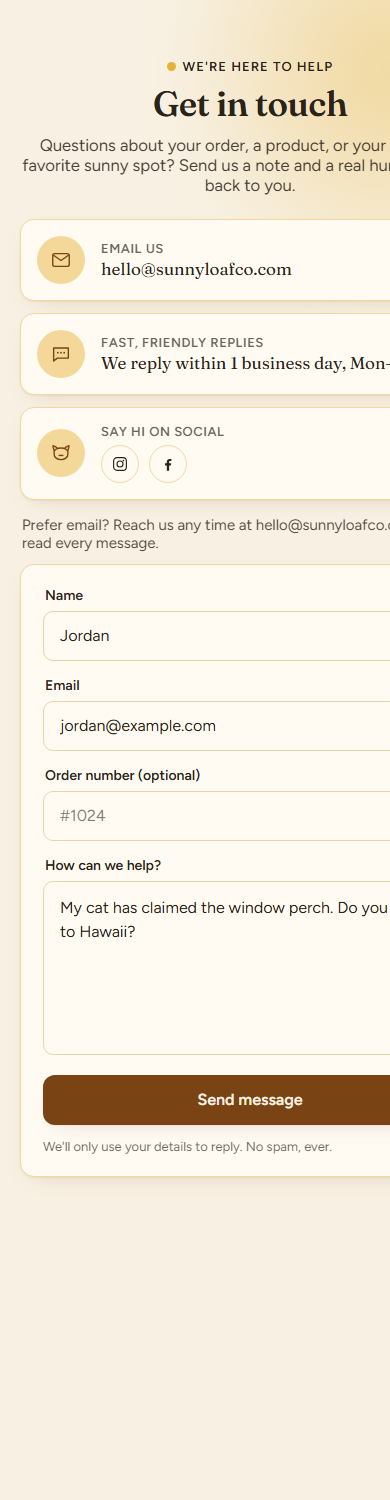 WE'RE HERE TO HELP
Get in touch
Questions about your order, a product, or your
favorite sunny spot? Send us a note and a real
back to you.
EMAIL US
hello@sunnyloafco.com
FAST, FRIENDLY REPLIES
We reply within 1 business day, Mon-
SAY HI ON SOCIAL
Prefer email? Reach us any time at
read every message.
Name
Jordan
Email
jordan@example.com
Order number (optional)
#1024
How can we help?
My cat has claimed the window perch. Do you
to Hawaii?
Send message
We'll only use your details to reply. No spam, ever.